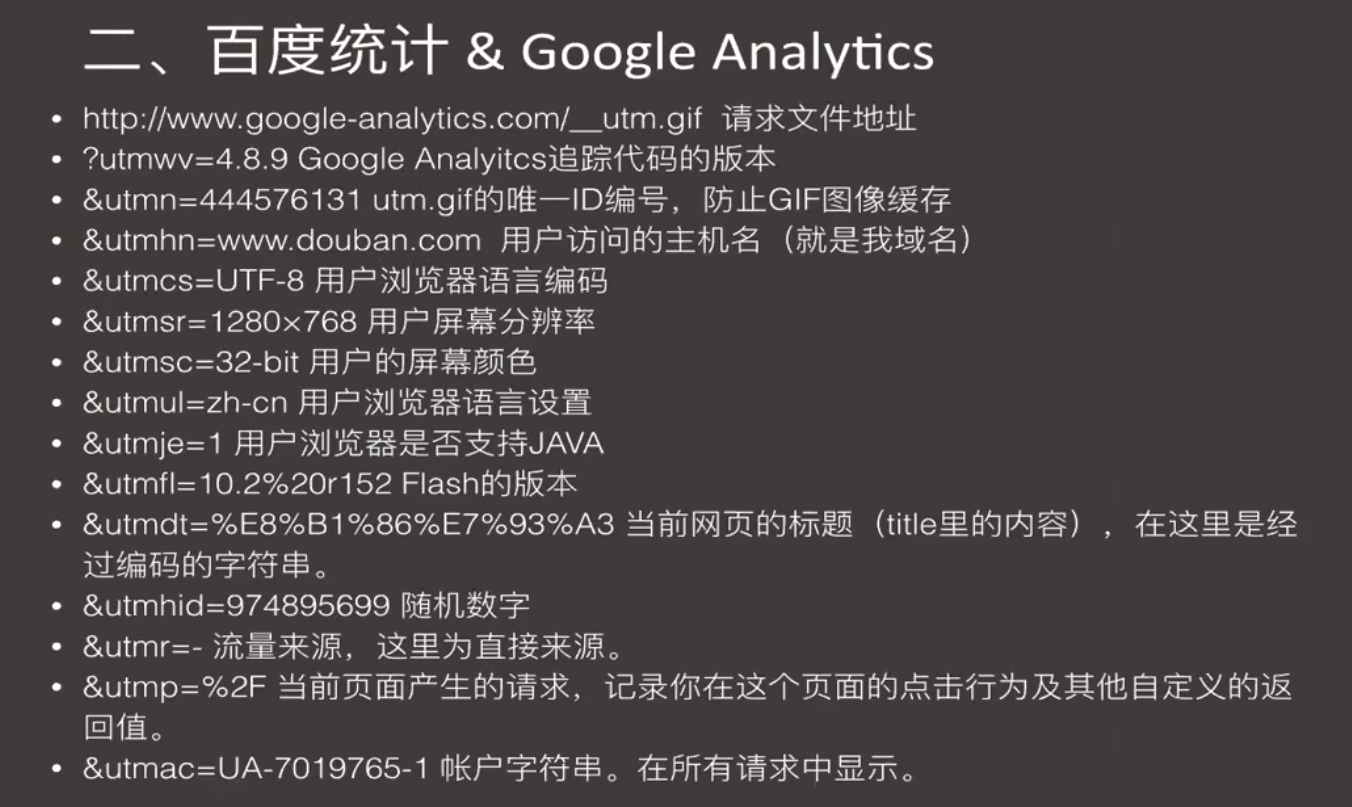 二、百度统计 & Google Analytics
• http://www.google-analytics.com/__utm.gif 请求文件地址
• ?utmwv=4.8.9 Google Analyitcs追踪代码的版本
• &utmn=444576131 utm.gif的唯一ID编号，防止GIF图像缓存
• &utmhn=www.douban.com 用户访问的主机名（就是我域名）
• &utmcs=UTF-8 用户浏览器语言编码
• &utmsr=1280×768 用户屏幕分辨率
• &utmsc=32-bit 用户的屏幕颜色
• &utmul=zh-cn 用户浏览器语言设置
• &utmje=1 用户浏览器是否支持JAVA
• &utmfl=10.2%20r152 Flash的版本
• &utmdt=%E8%B1%86%E7%93%A3 当前网页的标题（title里的内容），在这里是经
过编码的字符串。
• &utmhid=974895699 随机数字
• &utmr=- 流量来源，这里为直接来源。
• &utmp=%2F 当前页面产生的请求，记录你在这个页面的点击行为及其他自定义的返
回值。
• &utmac=UA-7019765-1 帐户字符串。在所有请求中显示。